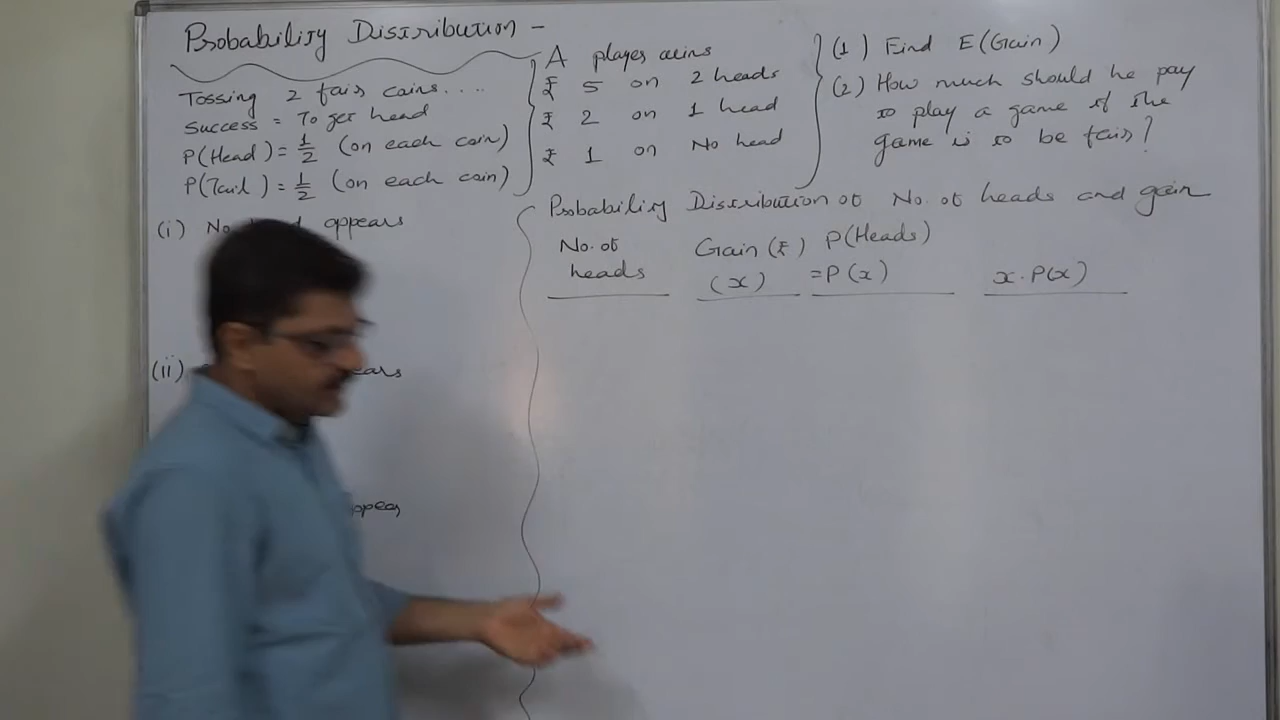 Probability Distribution -
Tossing 2 fair coins....
Success = To get head
P(Head) = 1/2 (on each coin)
P(Tail) = 1/2 (on each coin)
(i) No appears
(ii)
A player wins
₹ 5 on 2 heads
₹ 2 on 1 head
₹ 1 on No head
(1) Find E(Gain)
(2) How much should he pay
to play a game if the
game is to be fair?
Probability Distribution of No. of heads and gain
No. of heads
Gain (₹) (x)
P(Heads) = P(x)
x. P(x)